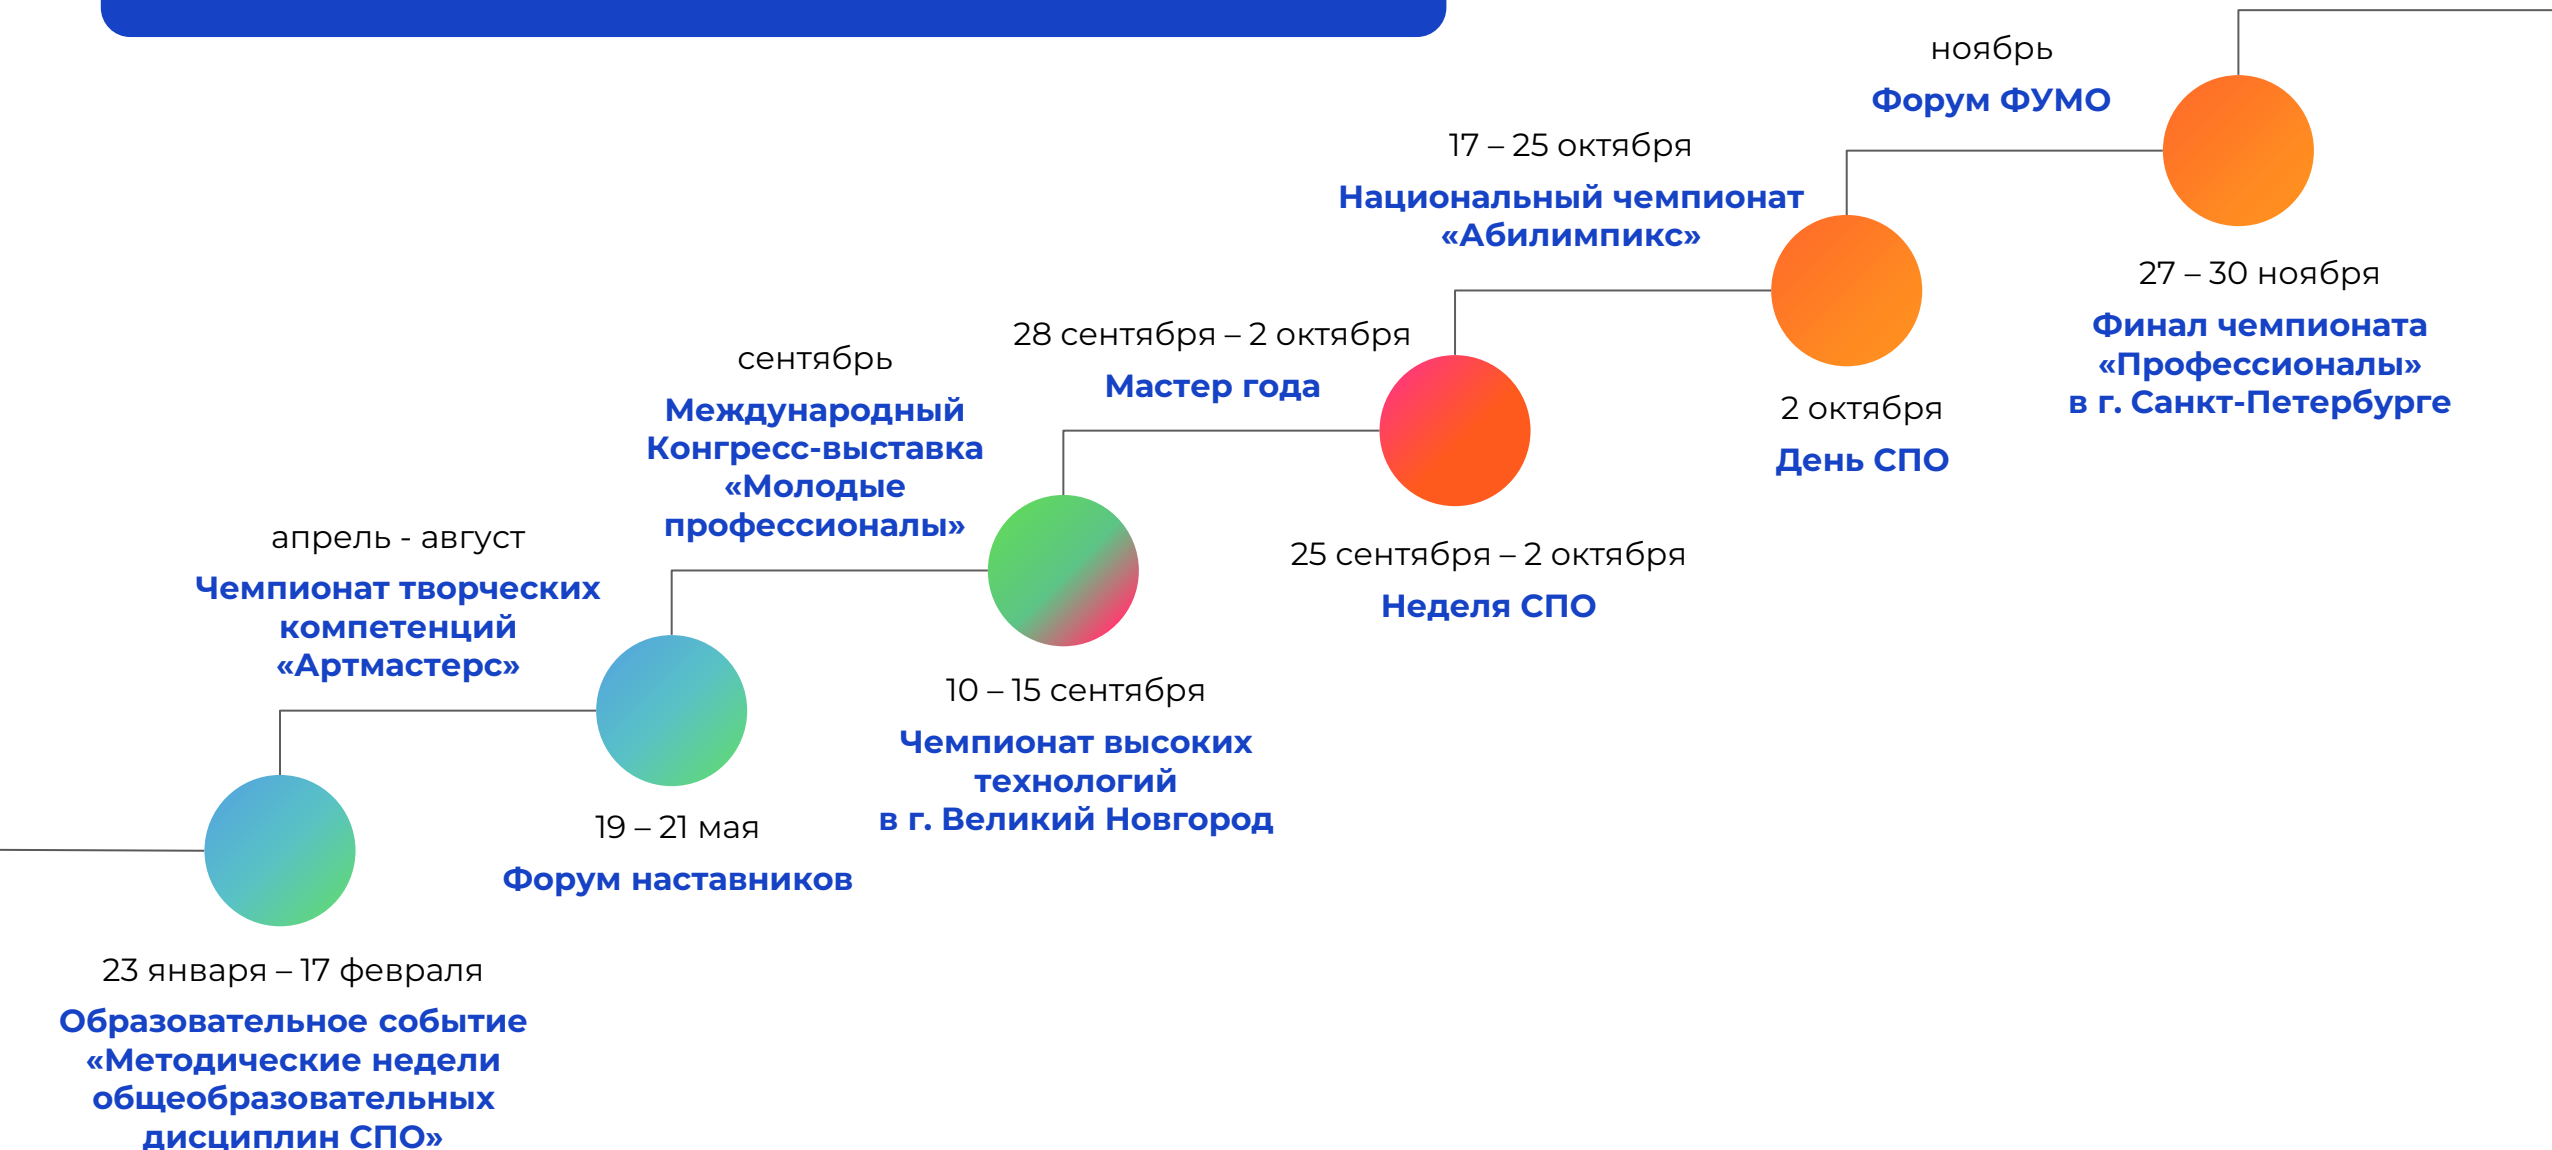 23 января – 17 февраля
Образовательное событие
«Методические недели
общеобразовательных
дисциплин СПО»
апрель - август
Чемпионат творческих
компетенций
«Артмастерс»
19 – 21 мая
Форум наставников
сентябрь
Международный
Конгресс-выставка
«Молодые
профессионалы»
10 – 15 сентября
Чемпионат высоких
технологий
в г. Великий Новгород
28 сентября – 2 октября
Мастер года
25 сентября – 2 октября
Неделя СПО
17 – 25 октября
Национальный чемпионат
«Абилимпикс»
2 октября
День СПО
ноябрь
Форум ФУМО
27 – 30 ноября
Финал чемпионата
«Профессионалы»
в г. Санкт-Петербурге